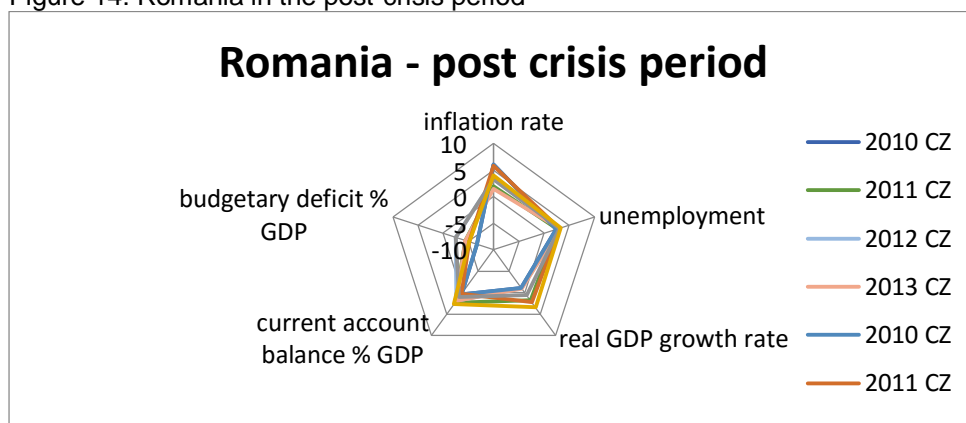 Figure 14. Romania in the post-crisis period
Romania - post crisis period
inflation rate
10
5
0
-5
-10
budgetary deficit %
GDP
unemployment
current account
balance % GDP
real GDP growth rate
2010 CZ
2011 CZ
2012 CZ
2013 CZ
2010 CZ
2011 CZ